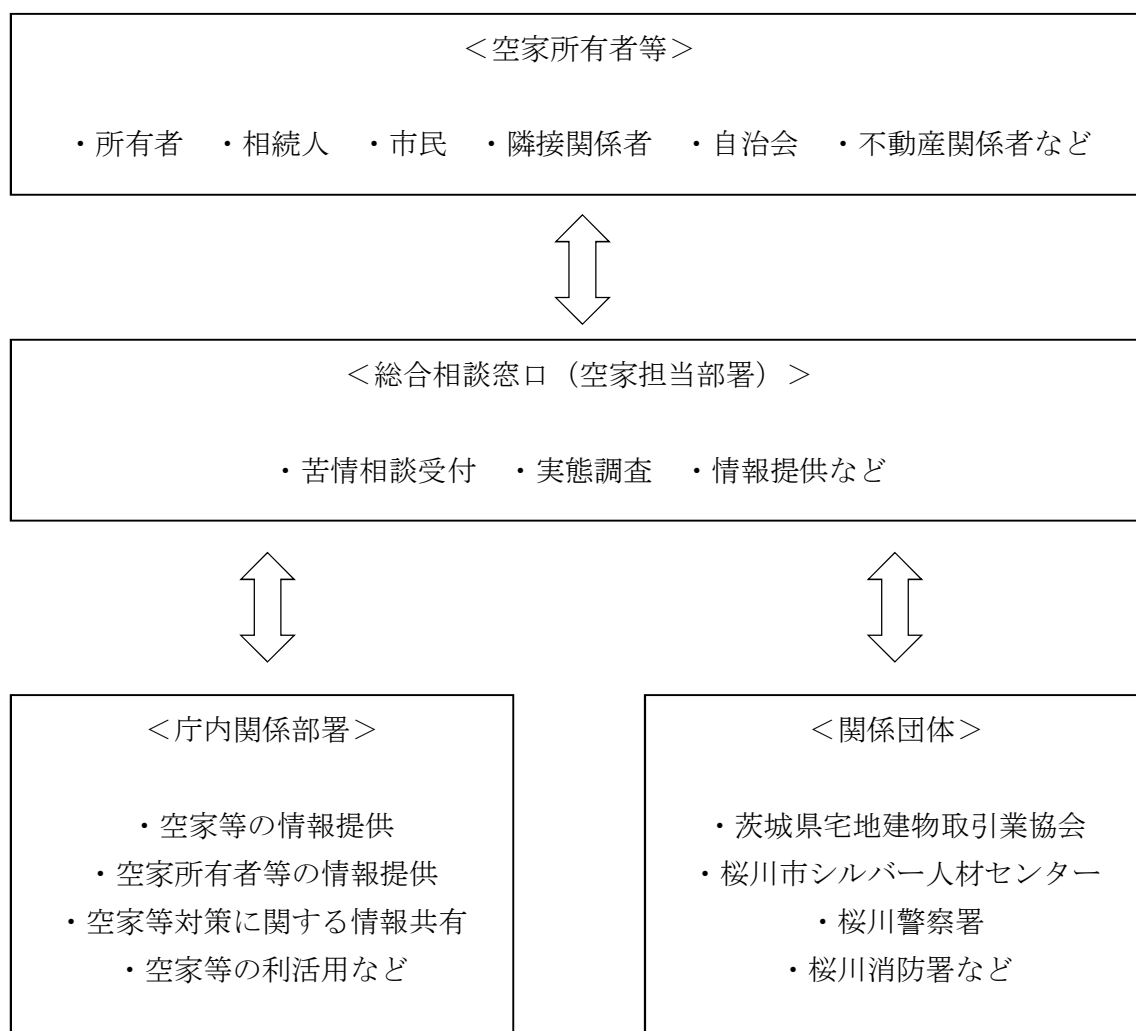 ＜空家所有者等＞
・所有者　・相続人　・市民　・隣接関係者　・自治会　・不動産関係者など
＜総合相談窓口（空家担当部署）＞
・苦情相談受付　・実態調査　・情報提供など
＜庁内関係部署＞
・空家等の情報提供
・空家所有者等の情報提供
・空家等対策に関する情報共有
・空家等の利活用など
＜関係団体＞
・茨城県宅地建物取引業協会
・桜川市シルバー人材センター
・桜川警察署
・桜川消防署など